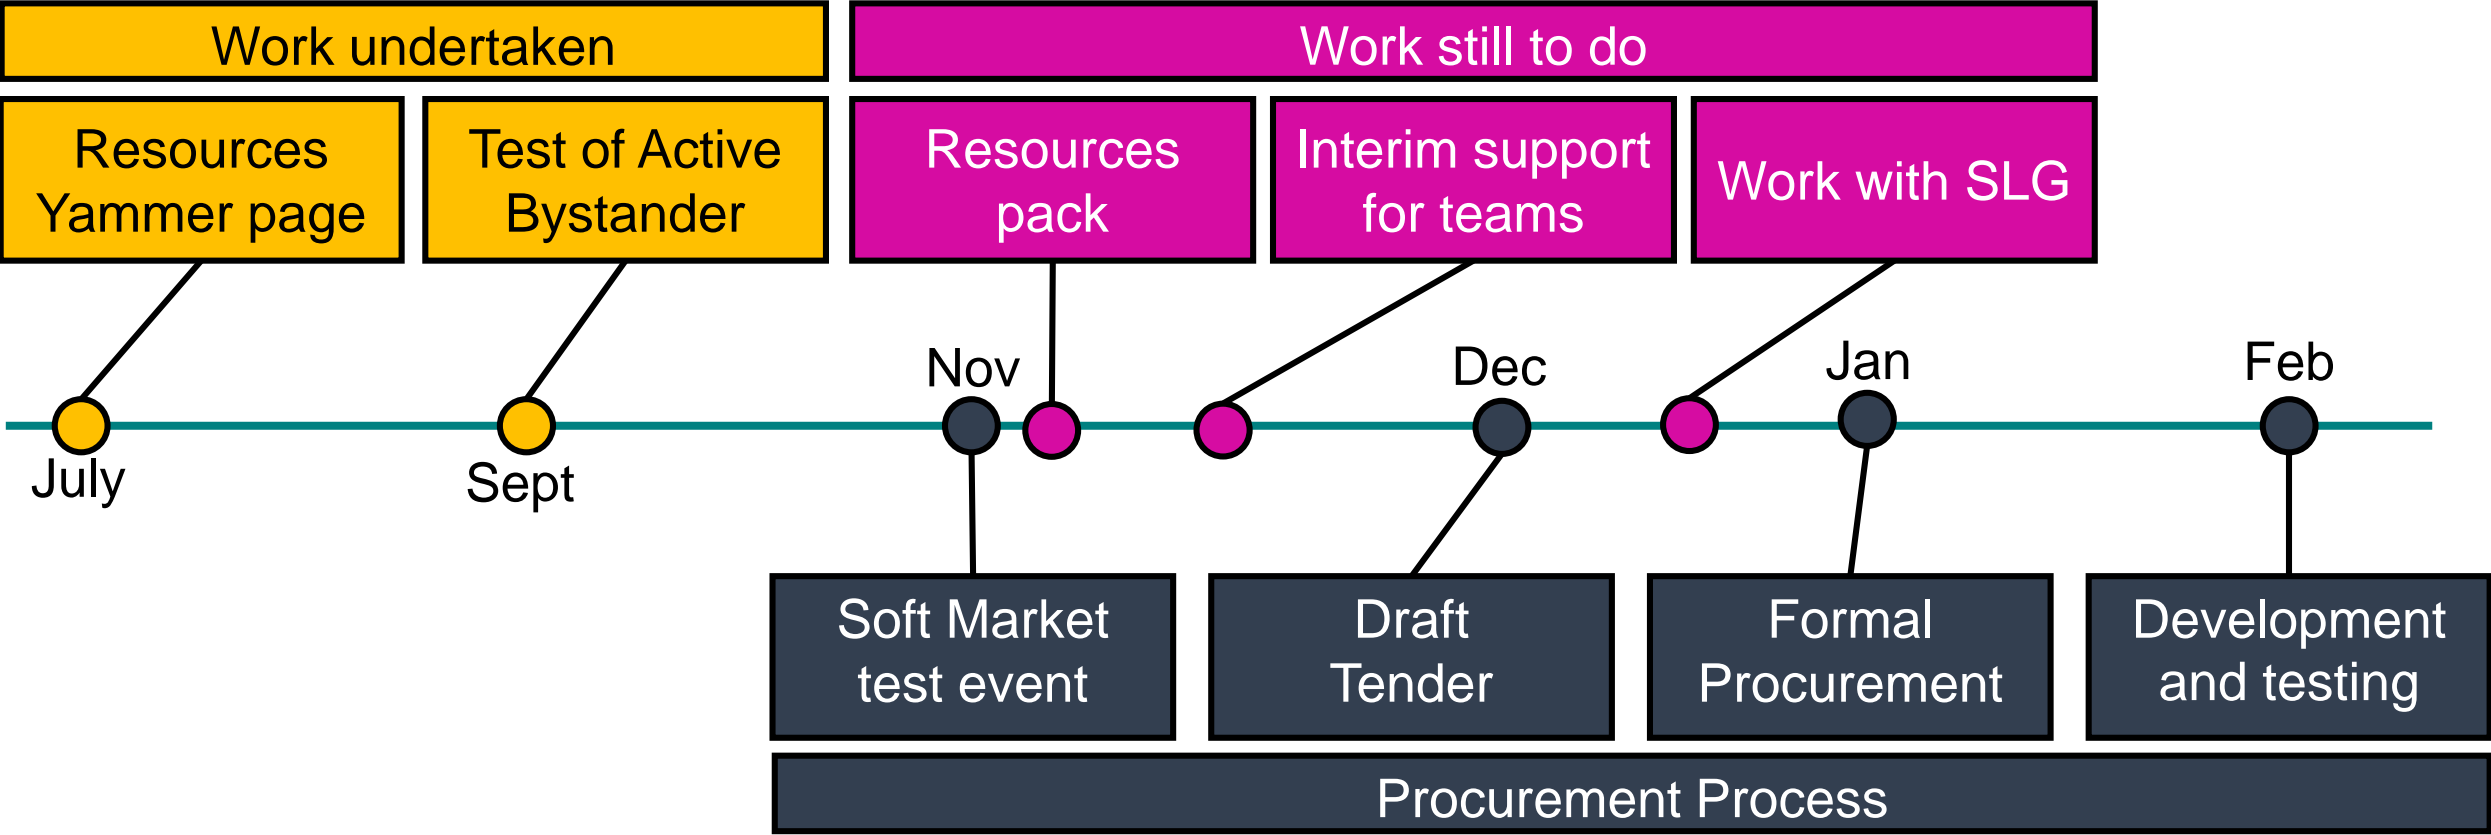 Work undertaken
Work still to do
Resources
Yammer page
Test of Active
Bystander
Resources
pack
Interim support
for teams
Work with SLG
Nov
Dec
Jan
Feb
July
Sept
Soft Market
test event
Draft
Tender
Formal
Procurement
Development
and testing
Procurement Process